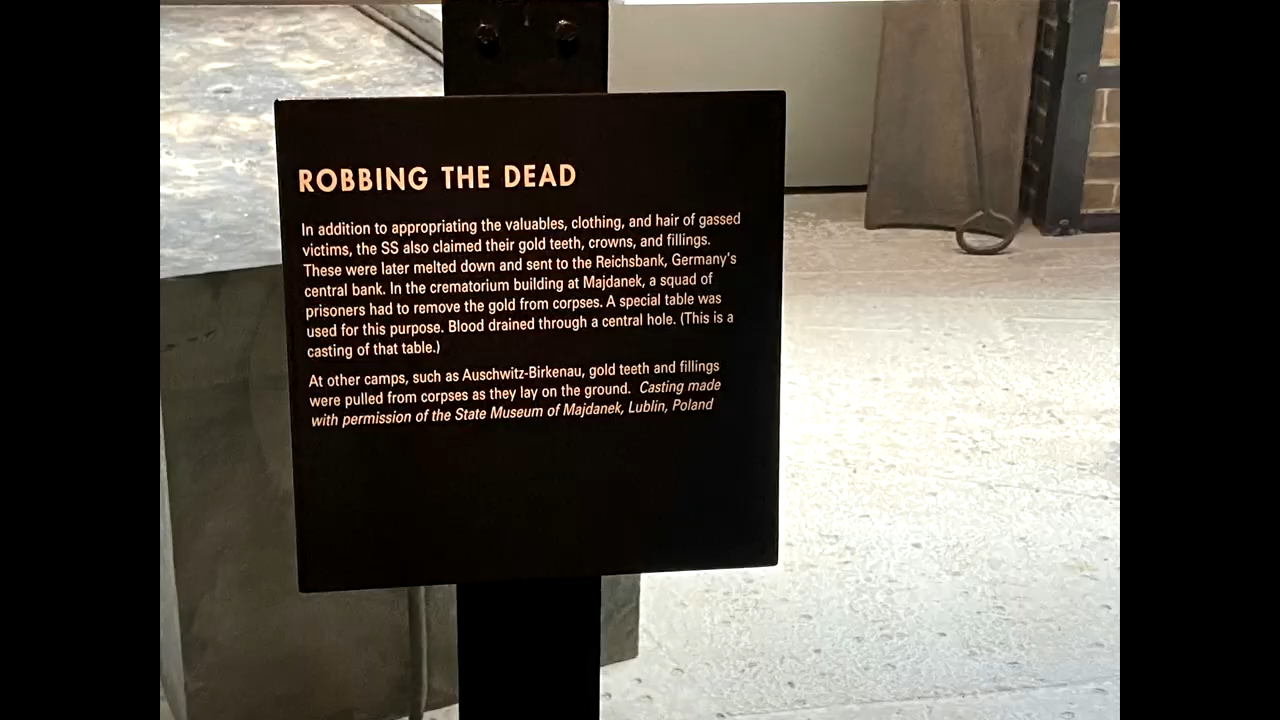 ROBBING THE DEAD
In addition to appropriating the valuables, clothing, and hair of gassed
victims, the SS also claimed their gold teeth, crowns, and fillings.
These were later melted down and sent to the Reichsbank, Germany's
central bank. In the crematorium building at Majdanek, a squad of
prisoners had to remove the gold from corpses. A special table was
used for this purpose. Blood drained through a central hole. (This is a
casting of that table.)
At other camps, such as Auschwitz-Birkenau, gold teeth and fillings
were pulled from corpses as they lay on the ground. Casting made
with permission of the State Museum of Majdanek, Lublin, Poland